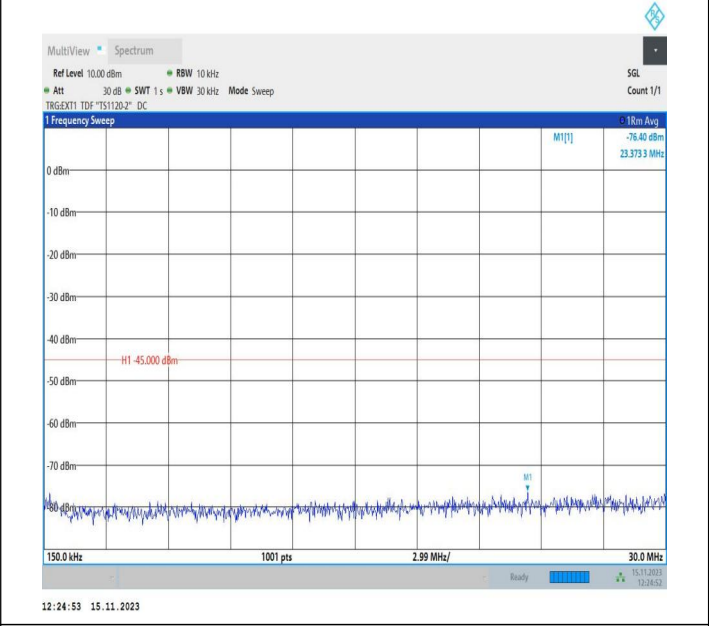 MultiView Spectrum
Ref Level 10.00 dBm RBW 10 kHz SGL
Att 30 dB SWT 1 s VBW 30 kHz Mode Sweep Count 1/1
TRG:EXT1 TDF "TS1120-2" DC
1 Frequency Sweep 1Rm Avg
M1[1] -76.40 dBm
23.373 3 MHz
0 dBm
-10 dBm
-20 dBm
-30 dBm
-40 dBm
H1 -45.000 dBm
-50 dBm
-60 dBm
-70 dBm
M1
-80 dBm
150.0 kHz 1001 pts 2.99 MHz/ 30.0 MHz
Ready 15.11.2023
12:24:52
12:24:53 15.11.2023